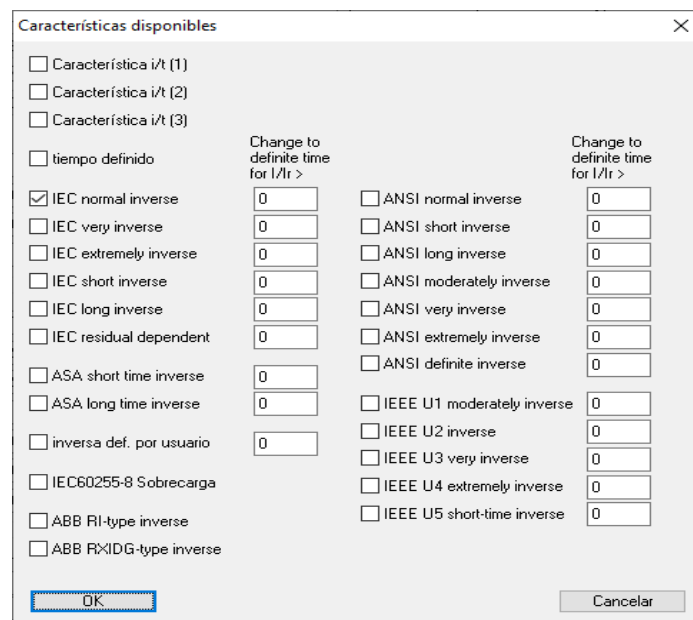 Características disponibles
Característica i/t (1)
Característica i/t (2)
Característica i/t (3)
tiempo definido
Change to
definite time
for I/Ir >
IEC normal inverse 0
IEC very inverse 0
IEC extremely inverse 0
IEC short inverse 0
IEC long inverse 0
IEC residual dependent 0
ASA short time inverse 0
ASA long time inverse 0
inversa def. por usuario 0
IEC60255-8 Sobrecarga
ABB RI-type inverse
ABB RXIDG-type inverse
Change to
definite time
for I/Ir >
ANSI normal inverse 0
ANSI short inverse 0
ANSI long inverse 0
ANSI moderately inverse 0
ANSI very inverse 0
ANSI extremely inverse 0
ANSI definite inverse 0
IEEE U1 moderately inverse 0
IEEE U2 inverse 0
IEEE U3 very inverse 0
IEEE U4 extremely inverse 0
IEEE U5 short-time inverse 0
OK
Cancelar